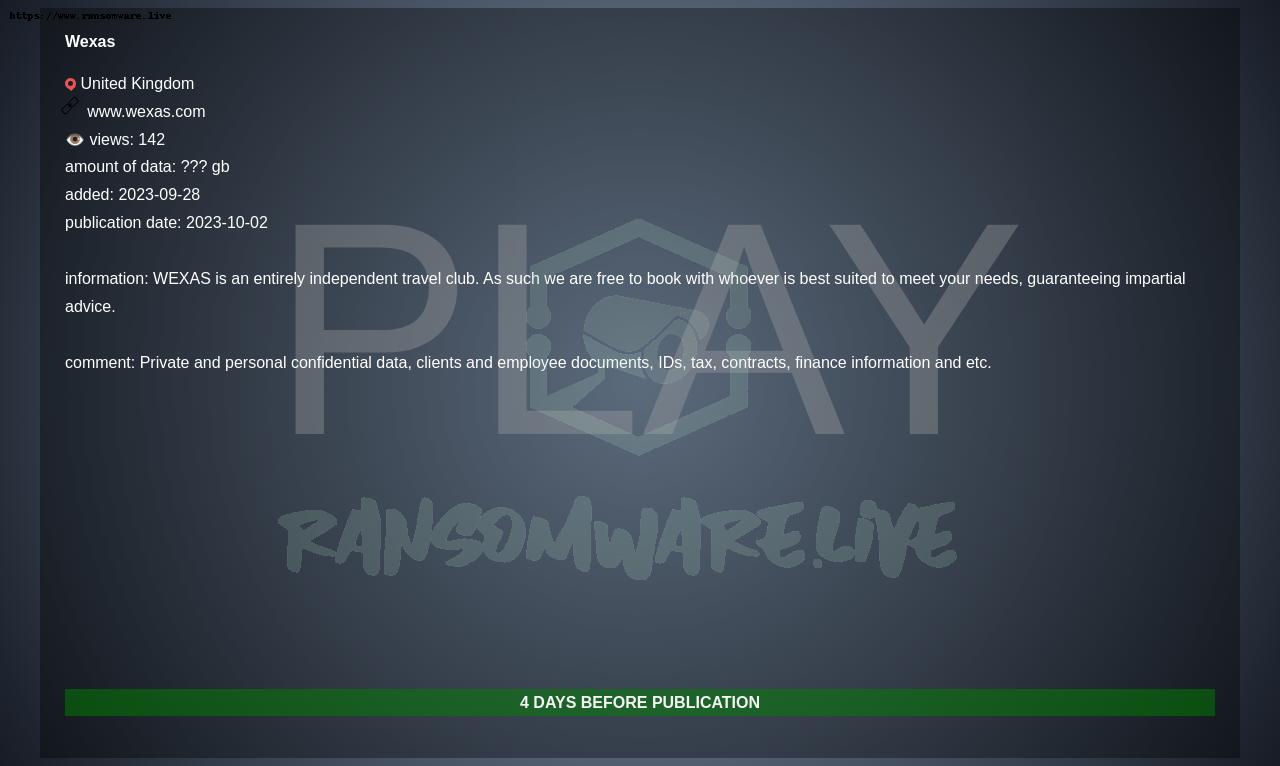 https://www.ransomware.live
Wexas
United Kingdom
www.wexas.com
views: 142
amount of data: ??? gb
added: 2023-09-28
publication date: 2023-10-02
PLAY
information: WEXAS is an entirely independent travel club. As such we are free to book with whoever is best suited to meet your needs, guaranteeing impartial
advice.
comment: Private and personal confidential data, clients and employee documents, IDs, tax, contracts, finance information and etc.
RANSOMWARE.LiVE
4 DAYS BEFORE PUBLICATION